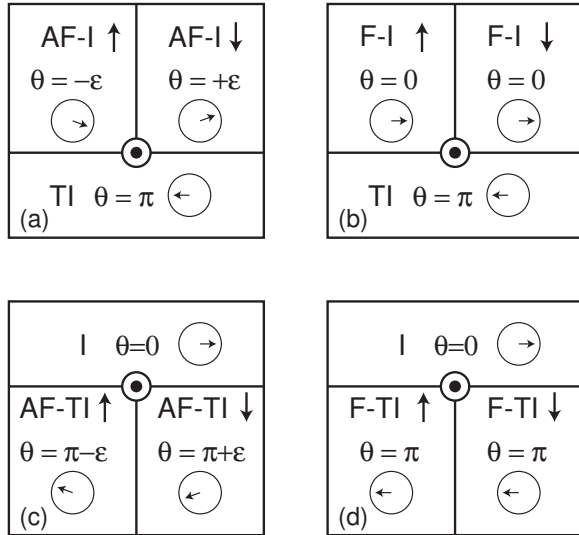 AF-I ↑ AF-I ↓
θ = −ε θ = +ε
TI θ = π
(a)
F-I ↑ F-I ↓
θ = 0 θ = 0
TI θ = π
(b)
I θ=0
AF-TI ↑ AF-TI ↓
θ = π−ε θ = π+ε
(c)
I θ=0
F-TI ↑ F-TI ↓
θ = π θ = π
(d)